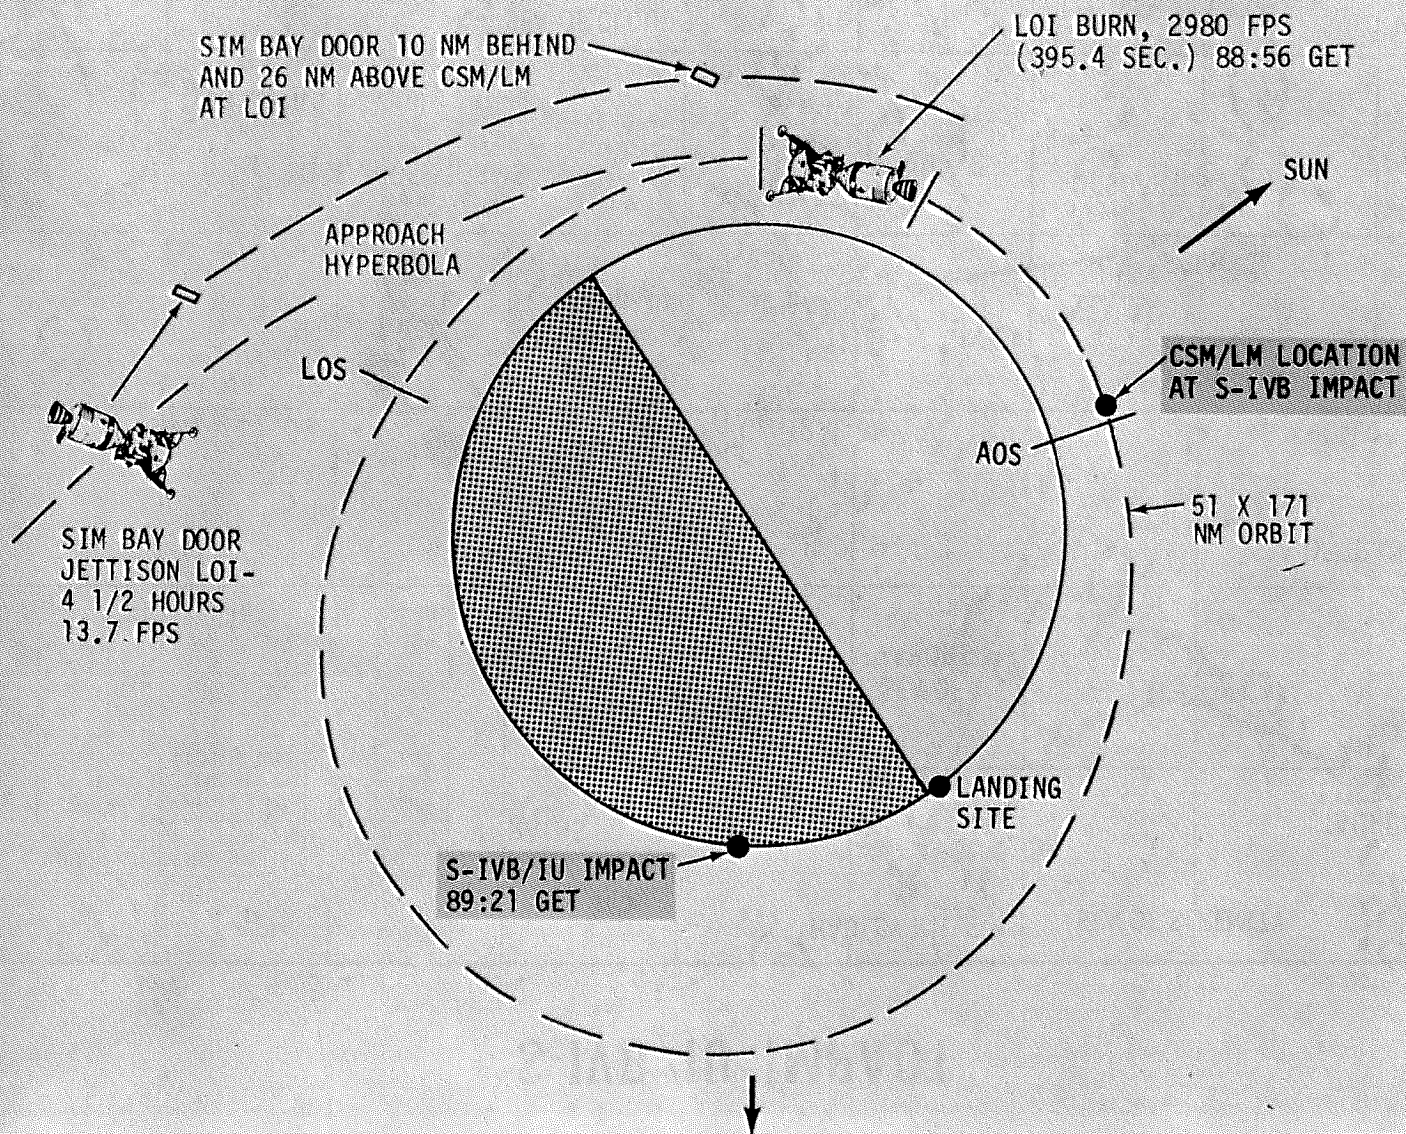 SIM BAY DOOR 10 NM BEHIND
AND 26 NM ABOVE CSM/LM
AT LOI
LOI BURN, 2980 FPS
(395.4 SEC.) 88:56 GET
SUN
APPROACH
HYPERBOLA
LOS
CSM/LM LOCATION
AT S-IVB IMPACT
AOS
51 X 171
NM ORBIT
SIM BAY DOOR
JETTISON LOI-
4 1/2 HOURS
13.7 FPS
LANDING
SITE
S-IVB/IU IMPACT
89:21 GET